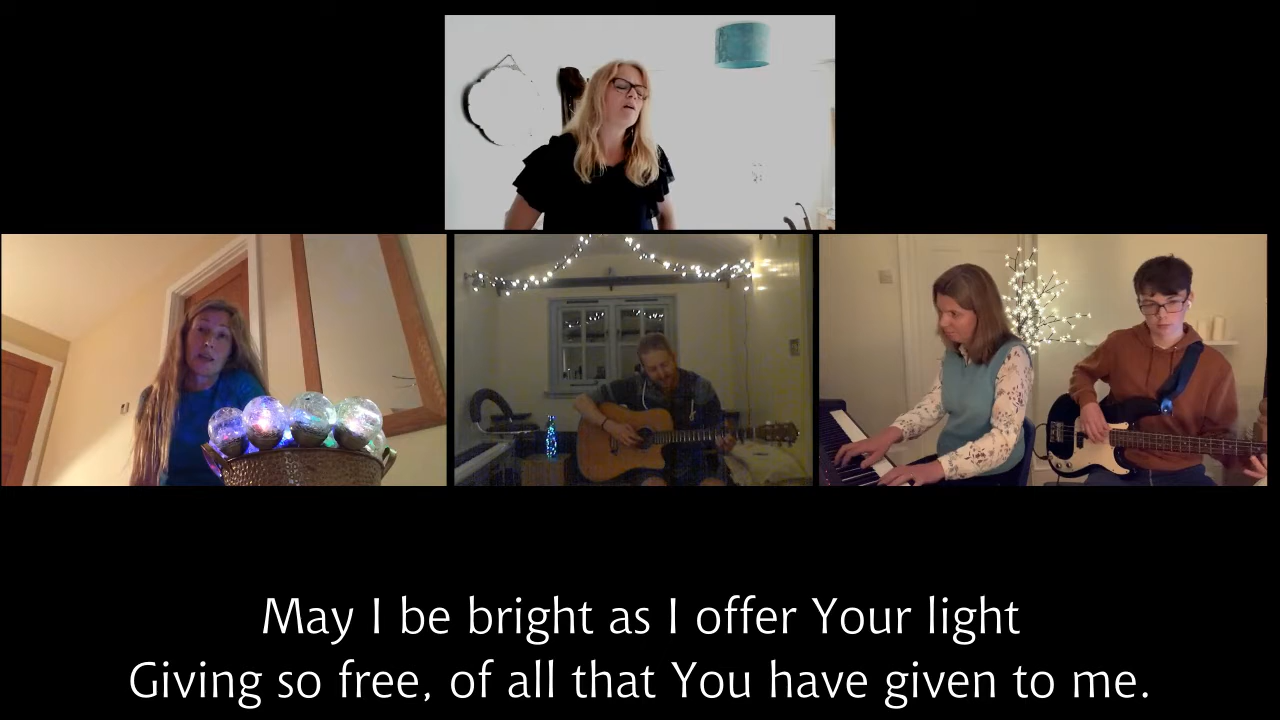 May I be bright as I offer Your light
Giving so free, of all that You have given to me.